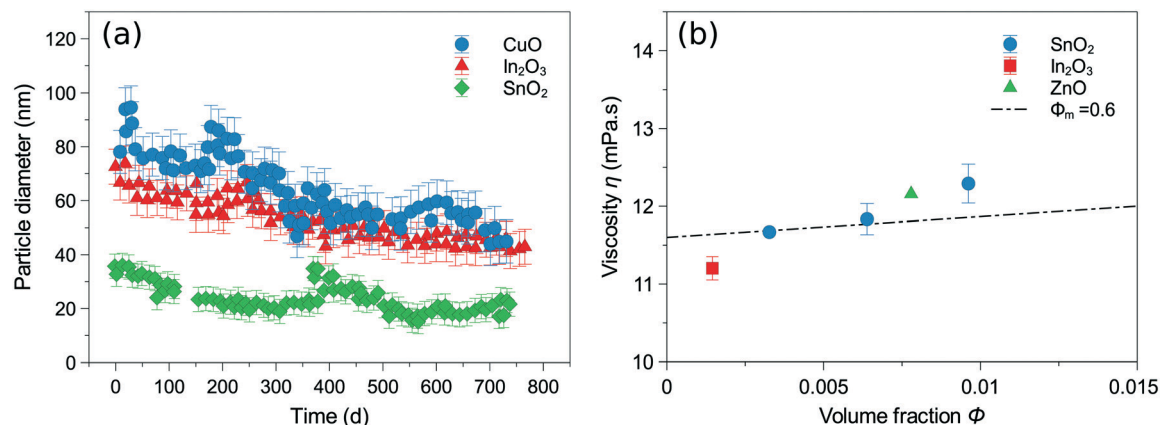 (a)
CuO
In₂O₃
SnO₂
120
100
80
60
40
20
0
Particle diameter (nm)
0 100 200 300 400 500 600 700 800
Time (d)
(b)
SnO₂
In₂O₃
ZnO
Φₘ =0.6
14
13
12
11
10
Viscosity η (mPa.s)
0 0.005 0.01 0.015
Volume fraction Φ